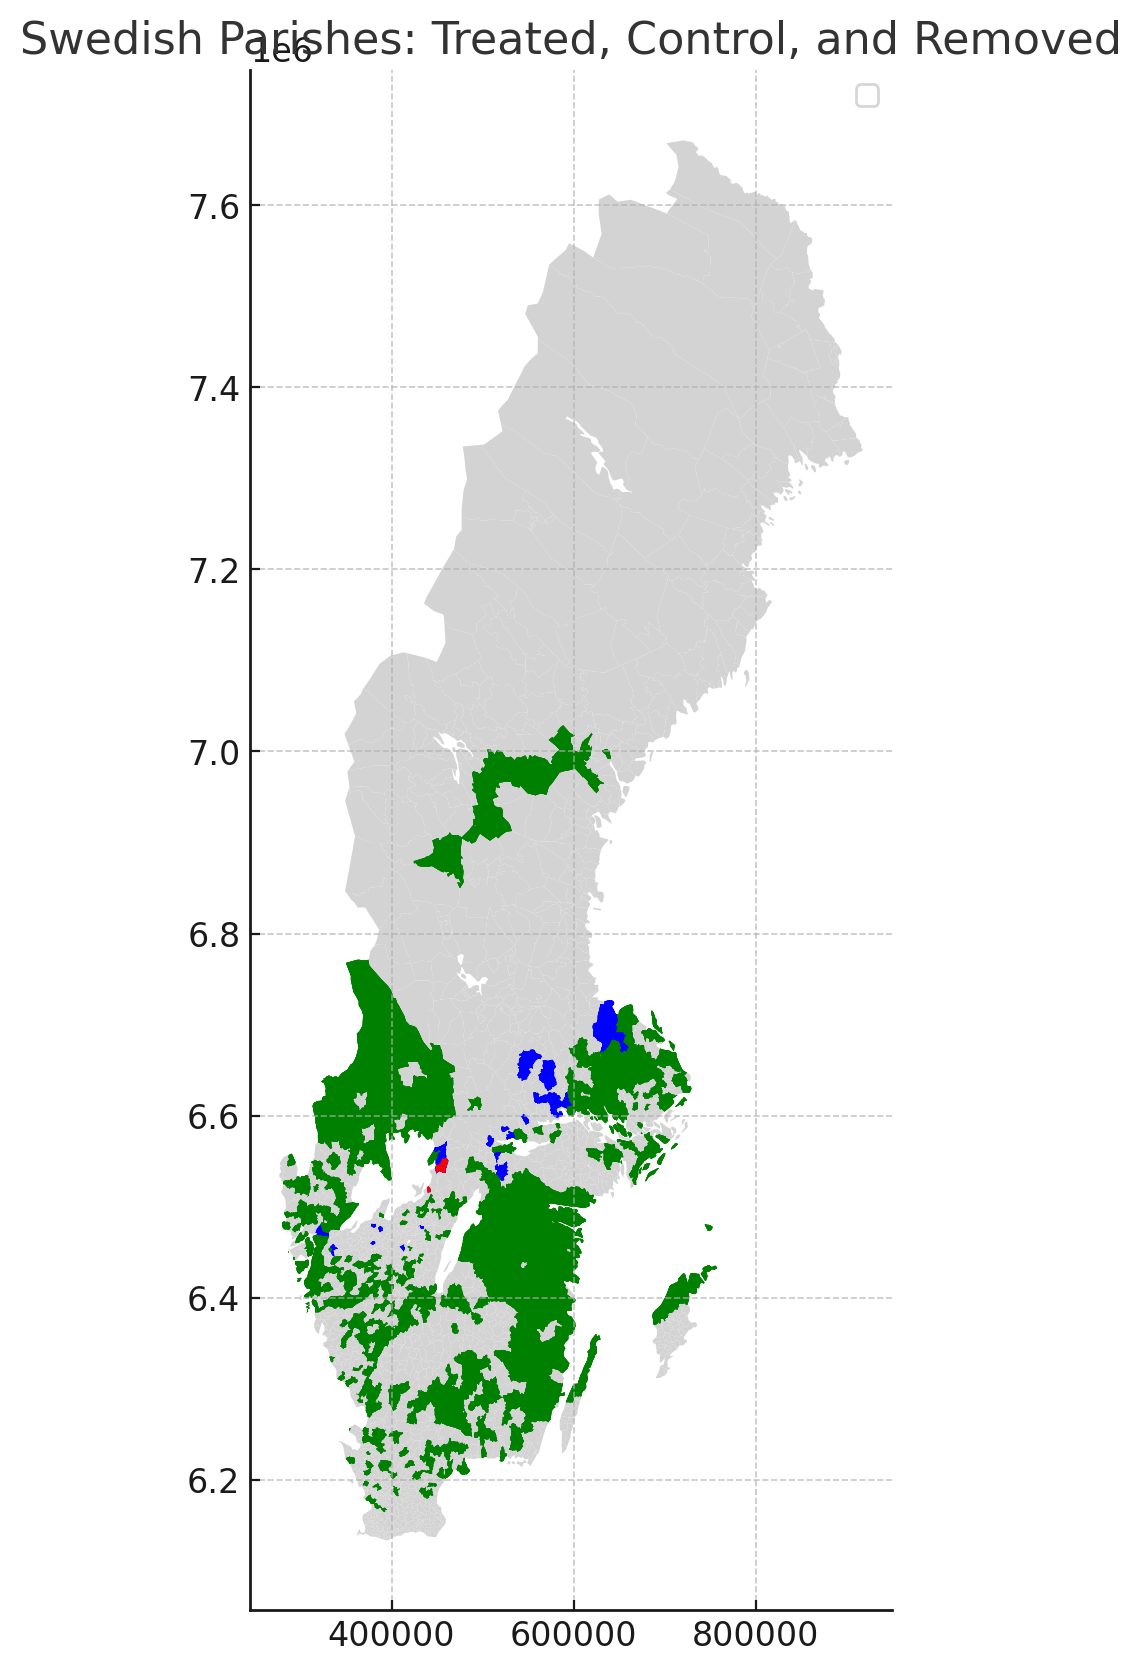 Swedish Parishes: Treated, Control, and Removed
1e6
7.6
7.4
7.2
7.0
6.8
6.6
6.4
6.2
400000 600000 800000